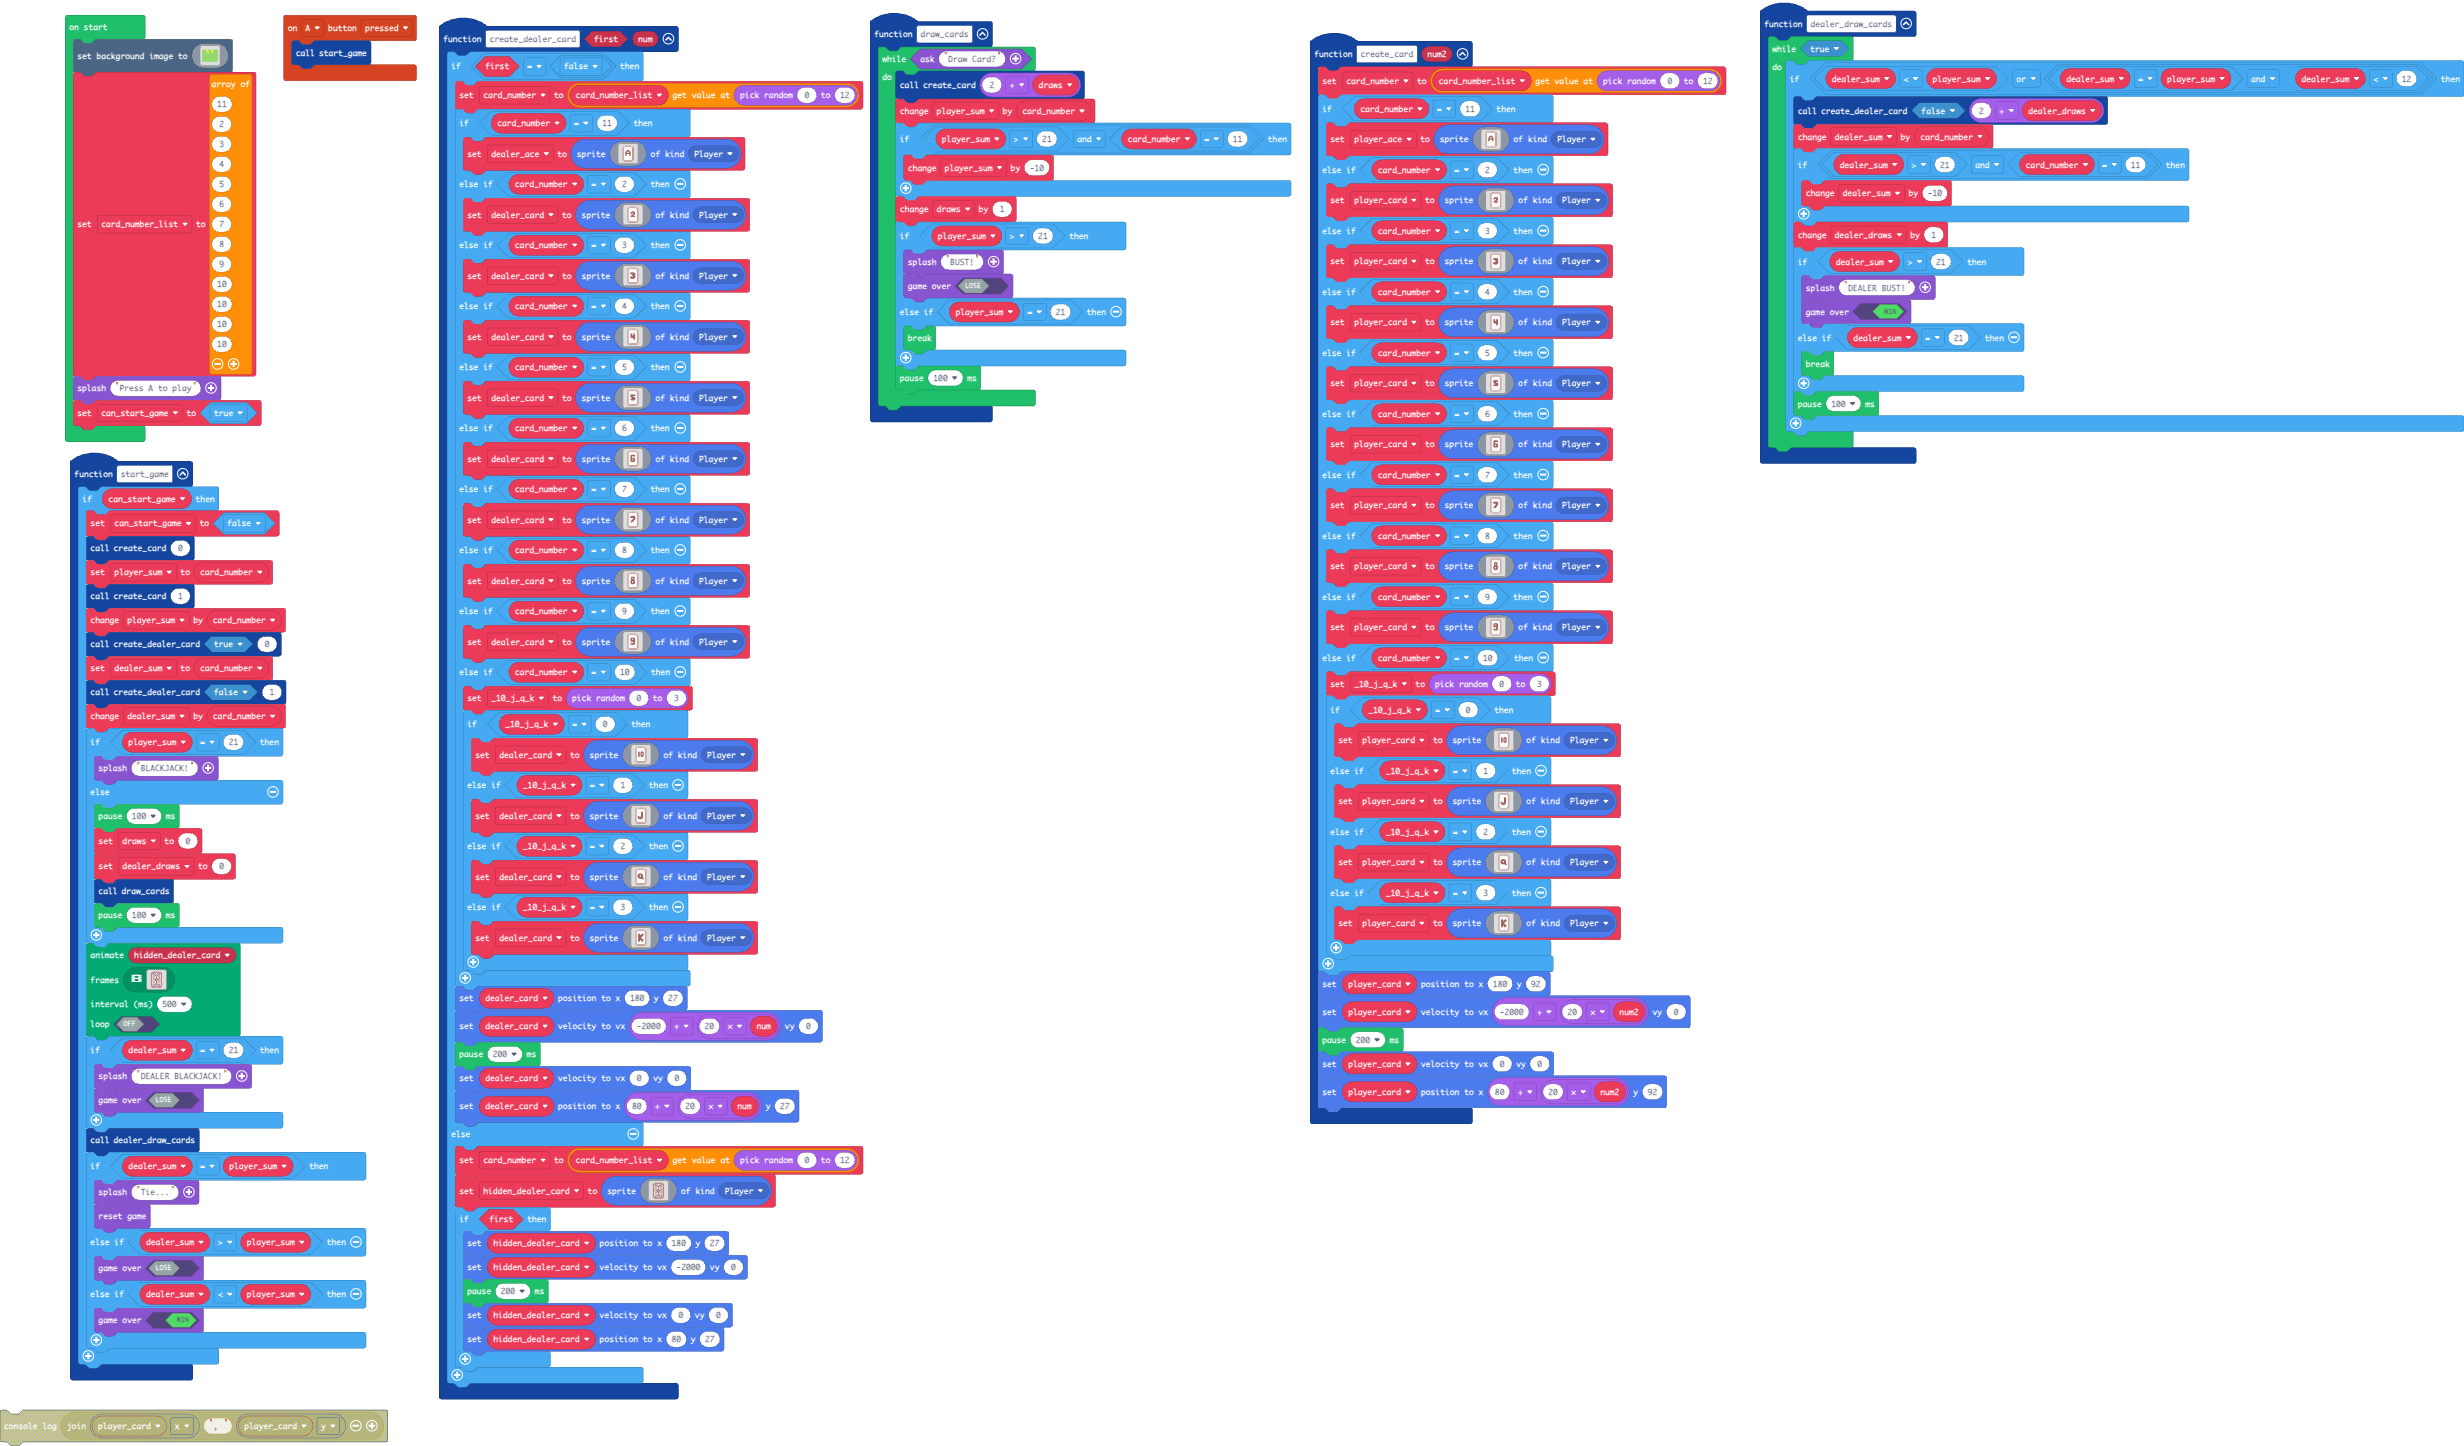 on start
set background image to
set card_number_list to array of
11
2
3
4
5
6
7
8
9
10
10
10
10
splash "Press A to play"
set can_start_game to true
on A button pressed
call start_game
function start_game
if can_start_game then
set can_start_game to false
call create_card 0
set player_sum to card_number
call create_card 1
change player_sum by card_number
call create_dealer_card true 0
set dealer_sum to card_number
call create_dealer_card false 1
change dealer_sum by card_number
if player_sum = 21 then
splash "BLACKJACK!"
else
pause 100 ms
set draws to 0
set dealer_draws to 0
call draw_cards
pause 100 ms
animate hidden_dealer_card
frames
interval (ms) 500
loop OFF
if dealer_sum = 21 then
splash "DEALER BLACKJACK!"
game over LOSE
call dealer_draw_cards
if dealer_sum = player_sum then
splash "Tie..."
reset game
else if dealer_sum > player_sum then
game over LOSE
else if dealer_sum < player_sum then
game over WIN
console log join player_card x "," player_card y
function create_dealer_card first num
if first = false then
set card_number to card_number_list get value at pick random 0 to 12
if card_number = 11 then
set dealer_ace to sprite A of kind Player
else if card_number = 2 then
set dealer_card to sprite 2 of kind Player
else if card_number = 3 then
set dealer_card to sprite 3 of kind Player
else if card_number = 4 then
set dealer_card to sprite 4 of kind Player
else if card_number = 5 then
set dealer_card to sprite 5 of kind Player
else if card_number = 6 then
set dealer_card to sprite 6 of kind Player
else if card_number = 7 then
set dealer_card to sprite 7 of kind Player
else if card_number = 8 then
set dealer_card to sprite 8 of kind Player
else if card_number = 9 then
set dealer_card to sprite 9 of kind Player
else if card_number = 10 then
set _10_j_q_k to pick random 0 to 3
if _10_j_q_k = 0 then
set dealer_card to sprite 10 of kind Player
else if _10_j_q_k = 1 then
set dealer_card to sprite J of kind Player
else if _10_j_q_k = 2 then
set dealer_card to sprite Q of kind Player
else if _10_j_q_k = 3 then
set dealer_card to sprite K of kind Player
set dealer_card position to x 180 y 27
set dealer_card velocity to vx -2000 + 20 × num vy 0
pause 200 ms
set dealer_card velocity to vx 0 vy 0
set dealer_card position to x 80 + 20 × num y 27
else
set card_number to card_number_list get value at pick random 0 to 12
set hidden_dealer_card to sprite of kind Player
if first then
set hidden_dealer_card position to x 180 y 27
set hidden_dealer_card velocity to vx -2000 vy 0
pause 200 ms
set hidden_dealer_card velocity to vx 0 vy 0
set hidden_dealer_card position to x 80 y 27
function draw_cards
while ask "Draw Card?"
do
call create_card 2 + draws
change player_sum by card_number
if player_sum > 21 and card_number = 11 then
change player_sum by -10
change draws by 1
if player_sum > 21 then
splash "BUST!"
game over LOSE
else if player_sum = 21 then
break
pause 100 ms
function create_card num2
set card_number to card_number_list get value at pick random 0 to 12
if card_number = 11 then
set player_ace to sprite A of kind Player
else if card_number = 2 then
set player_card to sprite 2 of kind Player
else if card_number = 3 then
set player_card to sprite 3 of kind Player
else if card_number = 4 then
set player_card to sprite 4 of kind Player
else if card_number = 5 then
set player_card to sprite 5 of kind Player
else if card_number = 6 then
set player_card to sprite 6 of kind Player
else if card_number = 7 then
set player_card to sprite 7 of kind Player
else if card_number = 8 then
set player_card to sprite 8 of kind Player
else if card_number = 9 then
set player_card to sprite 9 of kind Player
else if card_number = 10 then
set _10_j_q_k to pick random 0 to 3
if _10_j_q_k = 0 then
set player_card to sprite 10 of kind Player
else if _10_j_q_k = 1 then
set player_card to sprite J of kind Player
else if _10_j_q_k = 2 then
set player_card to sprite Q of kind Player
else if _10_j_q_k = 3 then
set player_card to sprite K of kind Player
set player_card position to x 180 y 92
set player_card velocity to vx -2000 + 20 × num2 vy 0
pause 200 ms
set player_card velocity to vx 0 vy 0
set player_card position to x 80 + 20 × num2 y 92
function dealer_draw_cards
while true
do
if dealer_sum < player_sum or dealer_sum = player_sum and dealer_sum < 12
call create_dealer_card false 2 + dealer_draws
change dealer_sum by card_number
if dealer_sum > 21 and card_number = 11 then
change dealer_sum by -10
change dealer_draws by 1
if dealer_sum > 21 then
splash "DEALER BUST!"
game over WIN
else if dealer_sum = 21 then
break
pause 100 ms